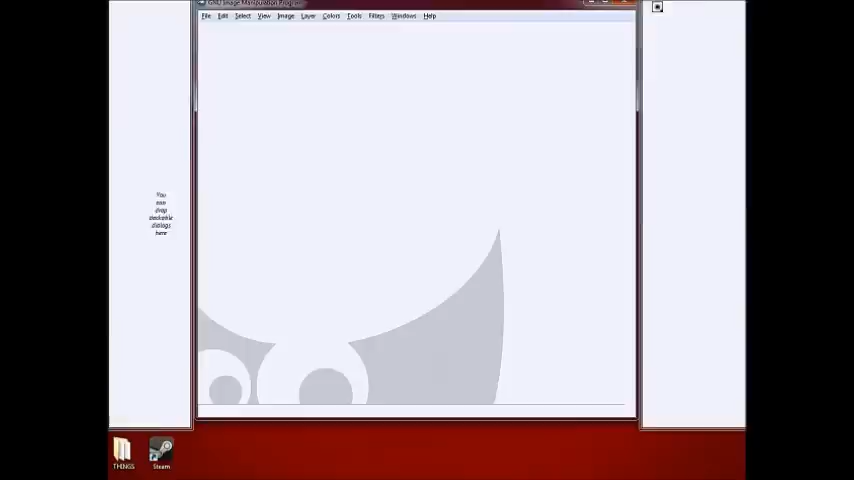 GNU Image Manipulation Program
File Edit Select View Image Layer Colors Tools Filters Windows Help
You
can
drop
dockable
dialogs
here
THINGS
Steam